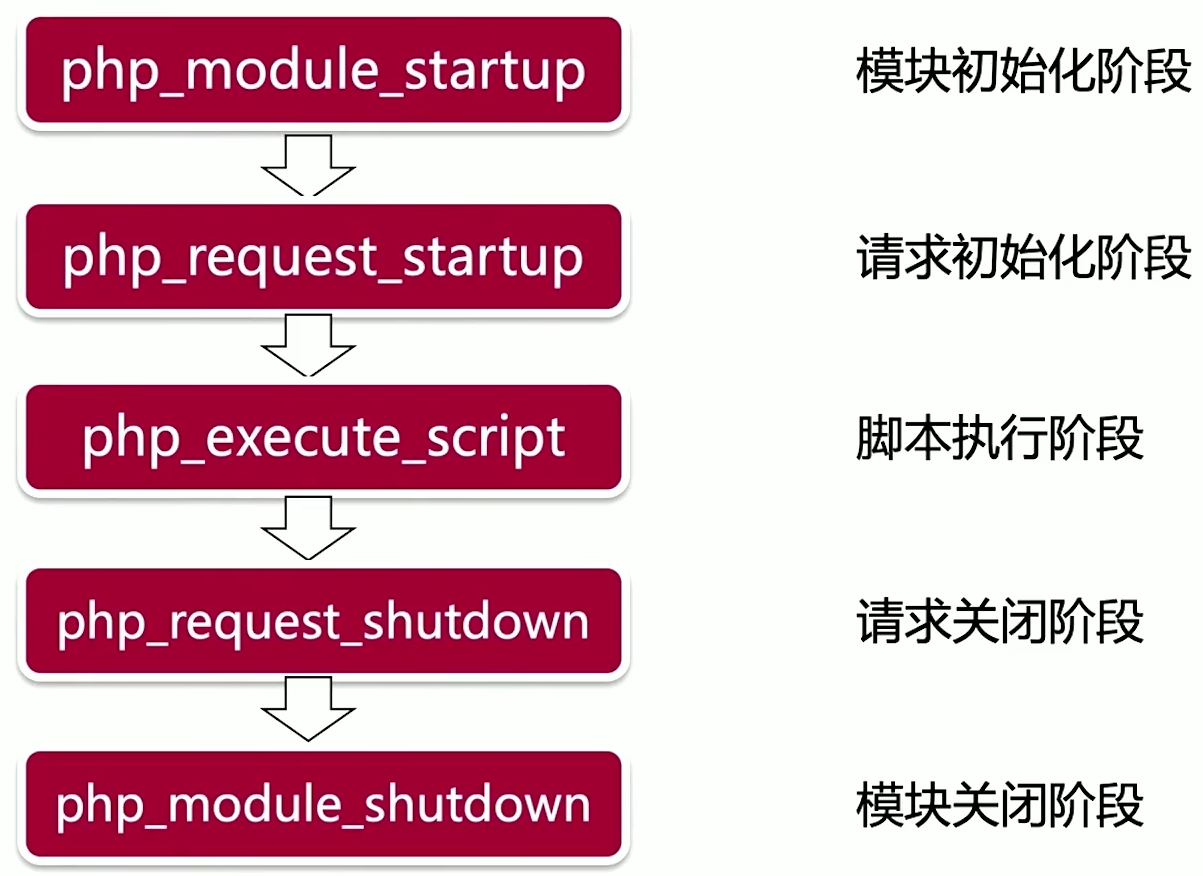 php_module_startup
模块初始化阶段
php_request_startup
请求初始化阶段
php_execute_script
脚本执行阶段
php_request_shutdown
请求关闭阶段
php_module_shutdown
模块关闭阶段